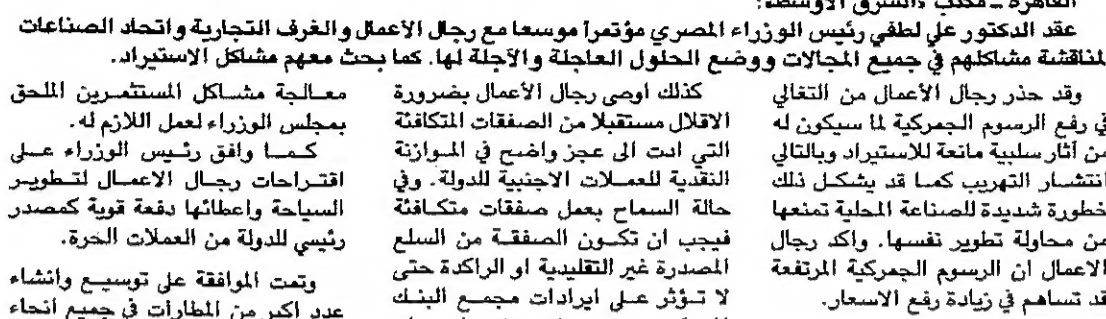 القاهرة ـ مكتب «الشرق الأوسط»:
عقد الدكتور علي لطفي رئيس الوزراء المصري مؤتمراً موسعا مع رجال الأعمال والغرف التجارية واتحاد الصناعات
لمناقشة مشاكلهم في جميع المجالات ووضع الحلول العاجلة والآجلة لها. كما بحث معهم مشاكل الاستيراد.
وقد حذر رجال الأعمال من التغالي
في رفع الرسوم الجمركية لما سيكون له
من آثار سلبية مانعة للاستيراد وبالتالي
انتشار التهريب كما قد يشكل ذلك
خطورة شديدة للصناعة المحلية تمنعها
من محاولة تطوير نفسها. واكد رجال
الاعمال ان الرسوم الجمركية المرتفعة
قد تساهم في زيادة رفع الاسعار.
كذلك اوصى رجال الأعمال بضرورة
الاقلال مستقبلا من الصفقات المتكافئة
التي ادت الى عجز واضح في الموازنة
النقدية للعملات الاجنبية للدولة. وفي
حالة السماح بعمل صفقات متكافئة
فيجب ان تكون الصفقة من السلع
المصدرة غير التقليدية او الراكدة حتى
لا تؤثر على ايرادات مجمع البنك
معالجة مشاكل المستثمرين الملحق
بمجلس الوزراء لعمل اللازم له.
كما وافق رئيس الوزراء على
اقتراحات رجال الاعمال لتطوير
السياحة واعطائها دفعة قوية كمصدر
رئيسي للدولة من العملات الحرة.
وتمت الموافقة على توسيع وانشاء
عدد اكبر من المطارات في جميع انحاء